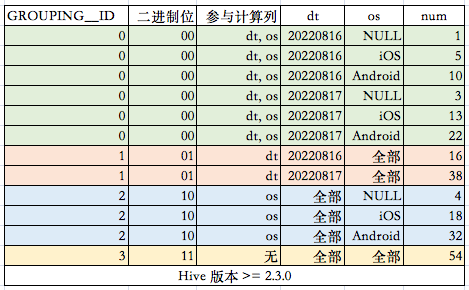 GROUPING__ID 二进制位 参与计算列 dt os num
0 00 dt, os 20220816 NULL 1
0 00 dt, os 20220816 iOS 5
0 00 dt, os 20220816 Android 10
0 00 dt, os 20220817 NULL 3
0 00 dt, os 20220817 iOS 13
0 00 dt, os 20220817 Android 22
1 01 dt 20220816 全部 16
1 01 dt 20220817 全部 38
2 10 os 全部 NULL 4
2 10 os 全部 iOS 18
2 10 os 全部 Android 32
3 11 无 全部 全部 54
Hive 版本 >= 2.3.0